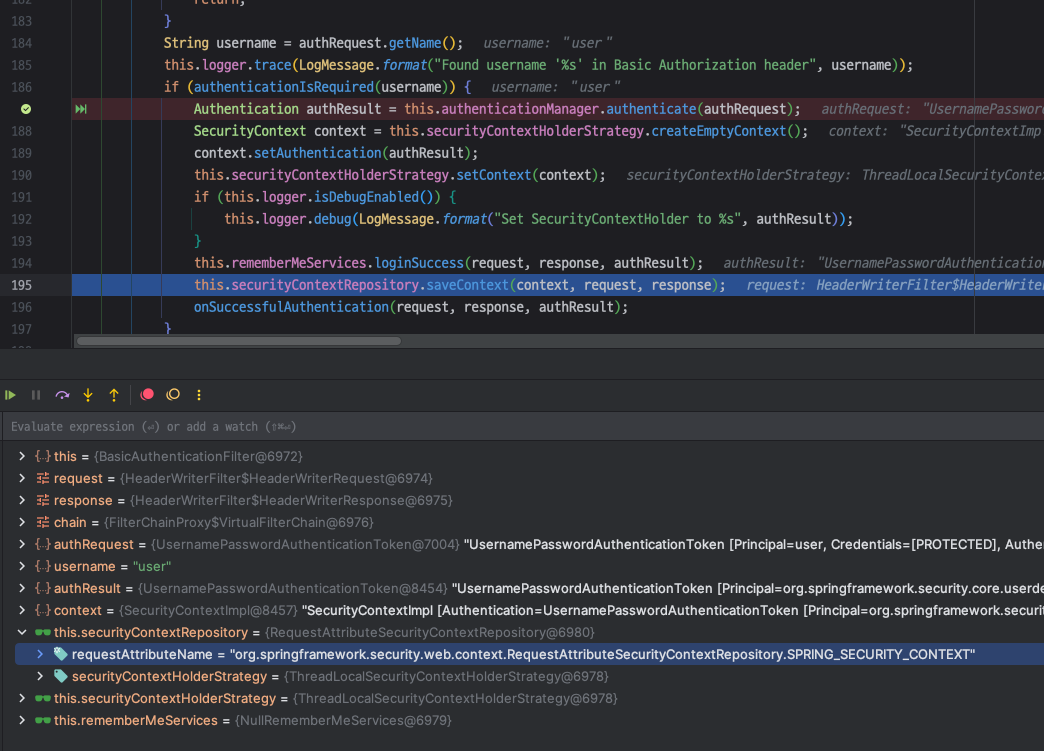 182 return;
183 }
184 String username = authRequest.getName(); username: "user"
185 this.logger.trace(LogMessage.format("Found username '%s' in Basic Authorization header", username));
186 if (authenticationIsRequired(username)) { username: "user"
Authentication authResult = this.authenticationManager.authenticate(authRequest); authRequest: "UsernamePassword
188 SecurityContext context = this.securityContextHolderStrategy.createEmptyContext(); context: "SecurityContextImp
189 context.setAuthentication(authResult);
190 this.securityContextHolderStrategy.setContext(context); securityContextHolderStrategy: ThreadLocalSecurityConte
191 if (this.logger.isDebugEnabled()) {
192 this.logger.debug(LogMessage.format("Set SecurityContextHolder to %s", authResult));
193 }
194 this.rememberMeServices.loginSuccess(request, response, authResult); authResult: "UsernamePasswordAuthentication
195 this.securityContextRepository.saveContext(context, request, response); request: HeaderWriterFilter$HeaderWriter
196 onSuccessfulAuthentication(request, response, authResult);
197 }
Evaluate expression (⏎) or add a watch (⇧⌘⏎)
{..} this = {BasicAuthenticationFilter@6972}
request = {HeaderWriterFilter$HeaderWriterRequest@6974}
response = {HeaderWriterFilter$HeaderWriterResponse@6975}
chain = {FilterChainProxy$VirtualFilterChain@6976}
{..} authRequest = {UsernamePasswordAuthenticationToken@7004} "UsernamePasswordAuthenticationToken [Principal=user, Credentials=[PROTECTED], Authe
{..} username = "user"
{..} authResult = {UsernamePasswordAuthenticationToken@8454} "UsernamePasswordAuthenticationToken [Principal=org.springframework.security.core.userde
{..} context = {SecurityContextImpl@8457} "SecurityContextImpl [Authentication=UsernamePasswordAuthenticationToken [Principal=org.springframework.securit
this.securityContextRepository = {RequestAttributeSecurityContextRepository@6980}
requestAttributeName = "org.springframework.security.web.context.RequestAttributeSecurityContextRepository.SPRING_SECURITY_CONTEXT"
securityContextHolderStrategy = {ThreadLocalSecurityContextHolderStrategy@6978}
this.securityContextHolderStrategy = {ThreadLocalSecurityContextHolderStrategy@6978}
this.rememberMeServices = {NullRememberMeServices@6979}